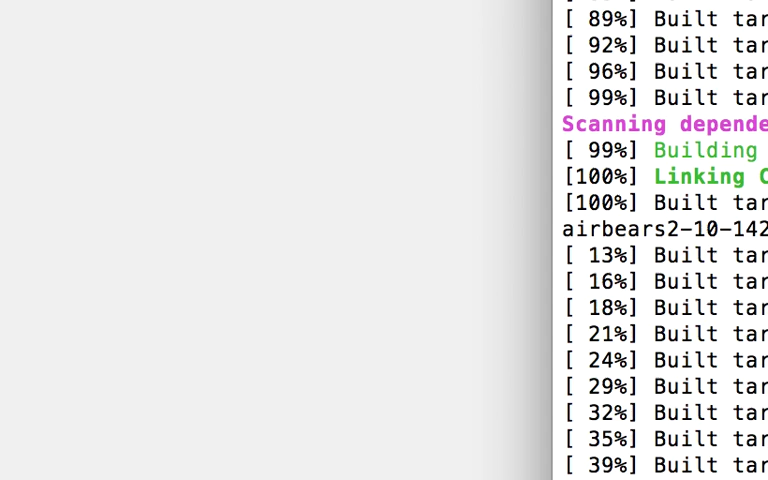 [ 89%] Built tar
[ 92%] Built tar
[ 96%] Built tar
[ 99%] Built tar
Scanning depende
[ 99%] Building
[100%] Linking C
[100%] Built tar
airbears2-10-142
[ 13%] Built tar
[ 16%] Built tar
[ 18%] Built tar
[ 21%] Built tar
[ 24%] Built tar
[ 29%] Built tar
[ 32%] Built tar
[ 35%] Built tar
[ 39%] Built tar